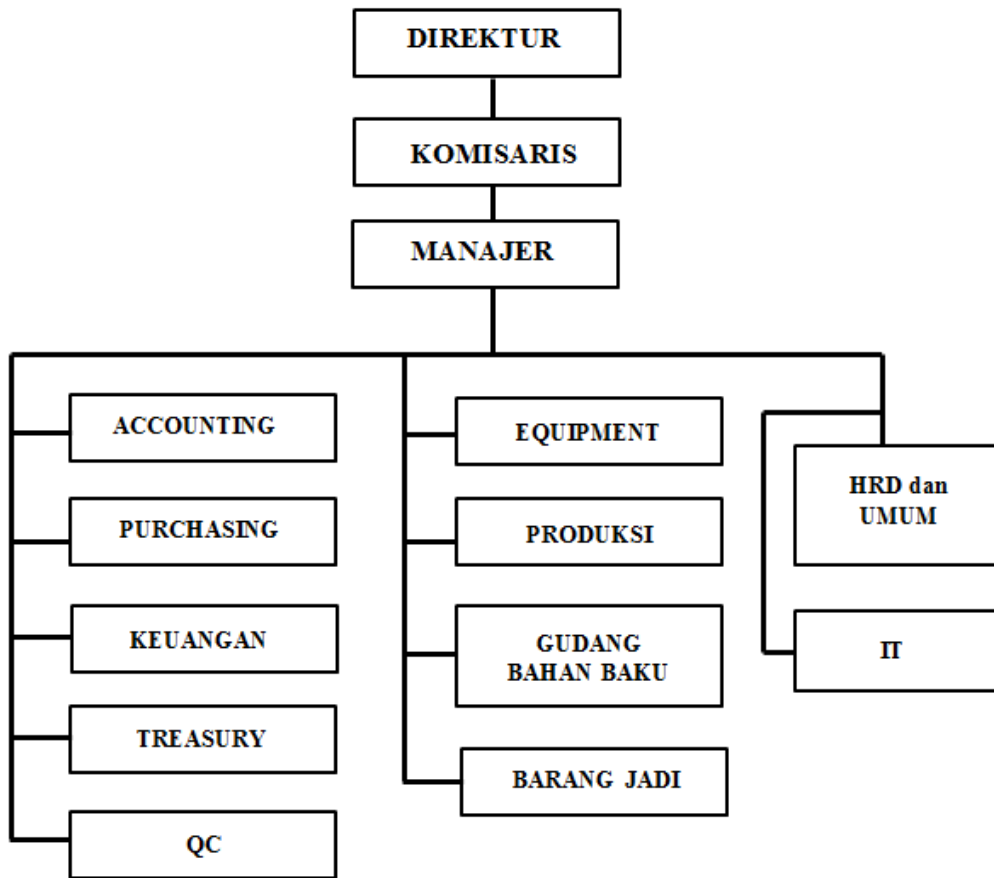 DIREKTUR
KOMISARIS
MANAJER
ACCOUNTING
PURCHASING
KEUANGAN
TREASURY
QC
EQUIPMENT
PRODUKSI
GUDANG
BAHAN BAKU
BARANG JADI
HRD dan
UMUM
IT